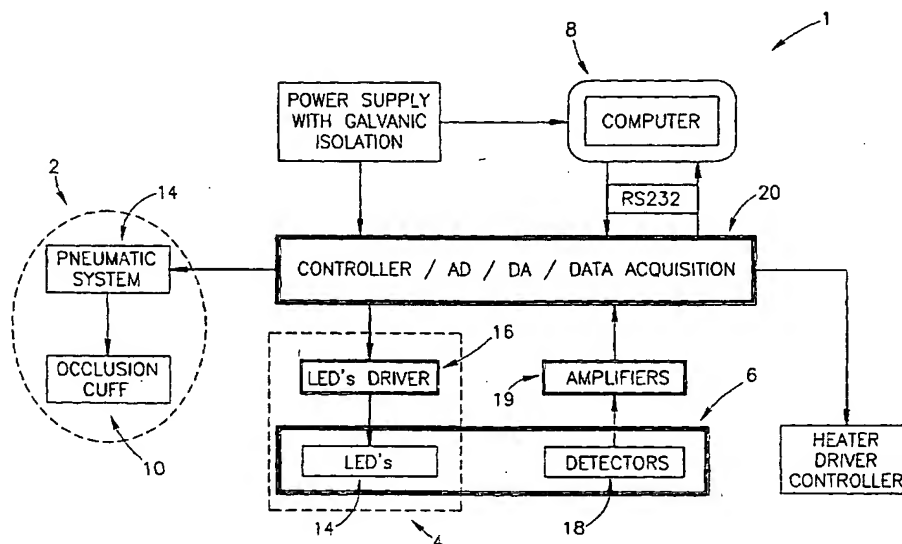 1
8
POWER SUPPLY
WITH GALVANIC
ISOLATION
COMPUTER
2
14
RS232
20
PNEUMATIC
SYSTEM
CONTROLLER / AD / DA / DATA ACQUISITION
16
LED's DRIVER
AMPLIFIERS
19
6
OCCLUSION
CUFF
10
LED's
DETECTORS
HEATER
DRIVER
CONTROLLER
14
4
18